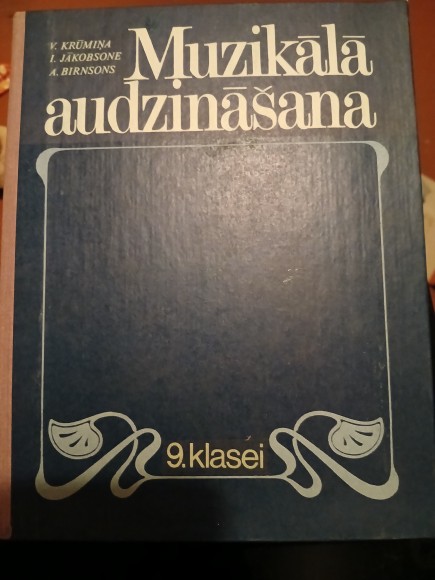 V. KRŪMIŅA
I. JĀKOBSONE
A. BIRNSONS
Muzikālā
audzināšana
9. klasei